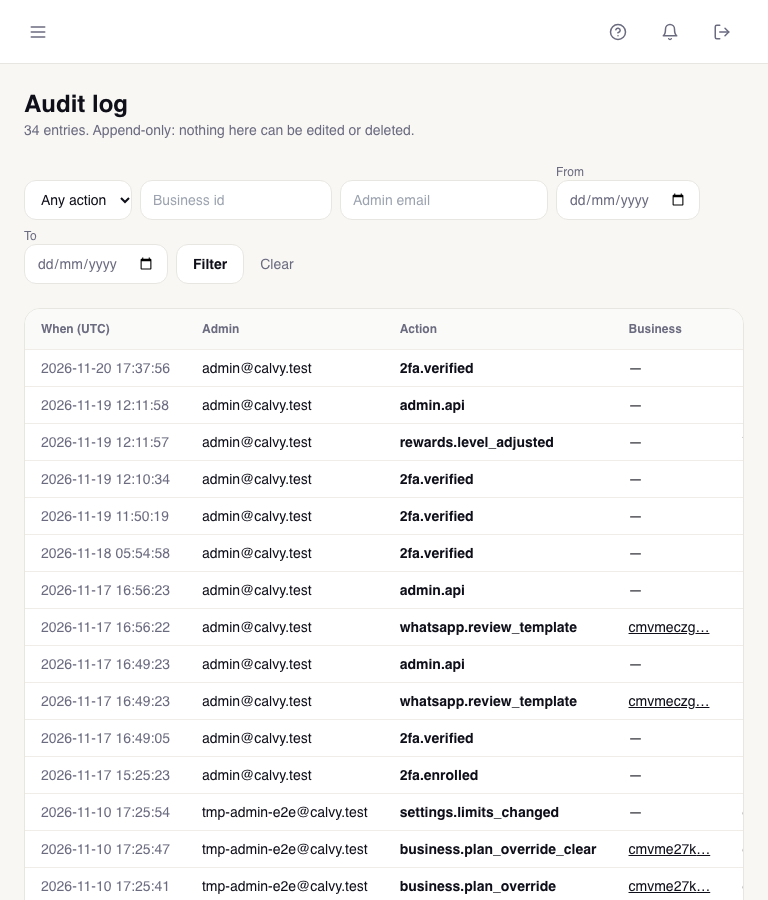 Audit log
34 entries. Append-only: nothing here can be edited or deleted.
From
Any action Business id Admin email dd/mm/yyyy
To
dd/mm/yyyy Filter Clear
When (UTC) Admin Action Business
2026-11-20 17:37:56 admin@calvy.test 2fa.verified —
2026-11-19 12:11:58 admin@calvy.test admin.api —
2026-11-19 12:11:57 admin@calvy.test rewards.level_adjusted —
2026-11-19 12:10:34 admin@calvy.test 2fa.verified —
2026-11-19 11:50:19 admin@calvy.test 2fa.verified —
2026-11-18 05:54:58 admin@calvy.test 2fa.verified —
2026-11-17 16:56:23 admin@calvy.test admin.api —
2026-11-17 16:56:22 admin@calvy.test whatsapp.review_template cmvmeczg…
2026-11-17 16:49:23 admin@calvy.test admin.api —
2026-11-17 16:49:23 admin@calvy.test whatsapp.review_template cmvmeczg…
2026-11-17 16:49:05 admin@calvy.test 2fa.verified —
2026-11-17 15:25:23 admin@calvy.test 2fa.enrolled —
2026-11-10 17:25:54 tmp-admin-e2e@calvy.test settings.limits_changed —
2026-11-10 17:25:47 tmp-admin-e2e@calvy.test business.plan_override_clear cmvme27k…
2026-11-10 17:25:41 tmp-admin-e2e@calvy.test business.plan_override cmvme27k…